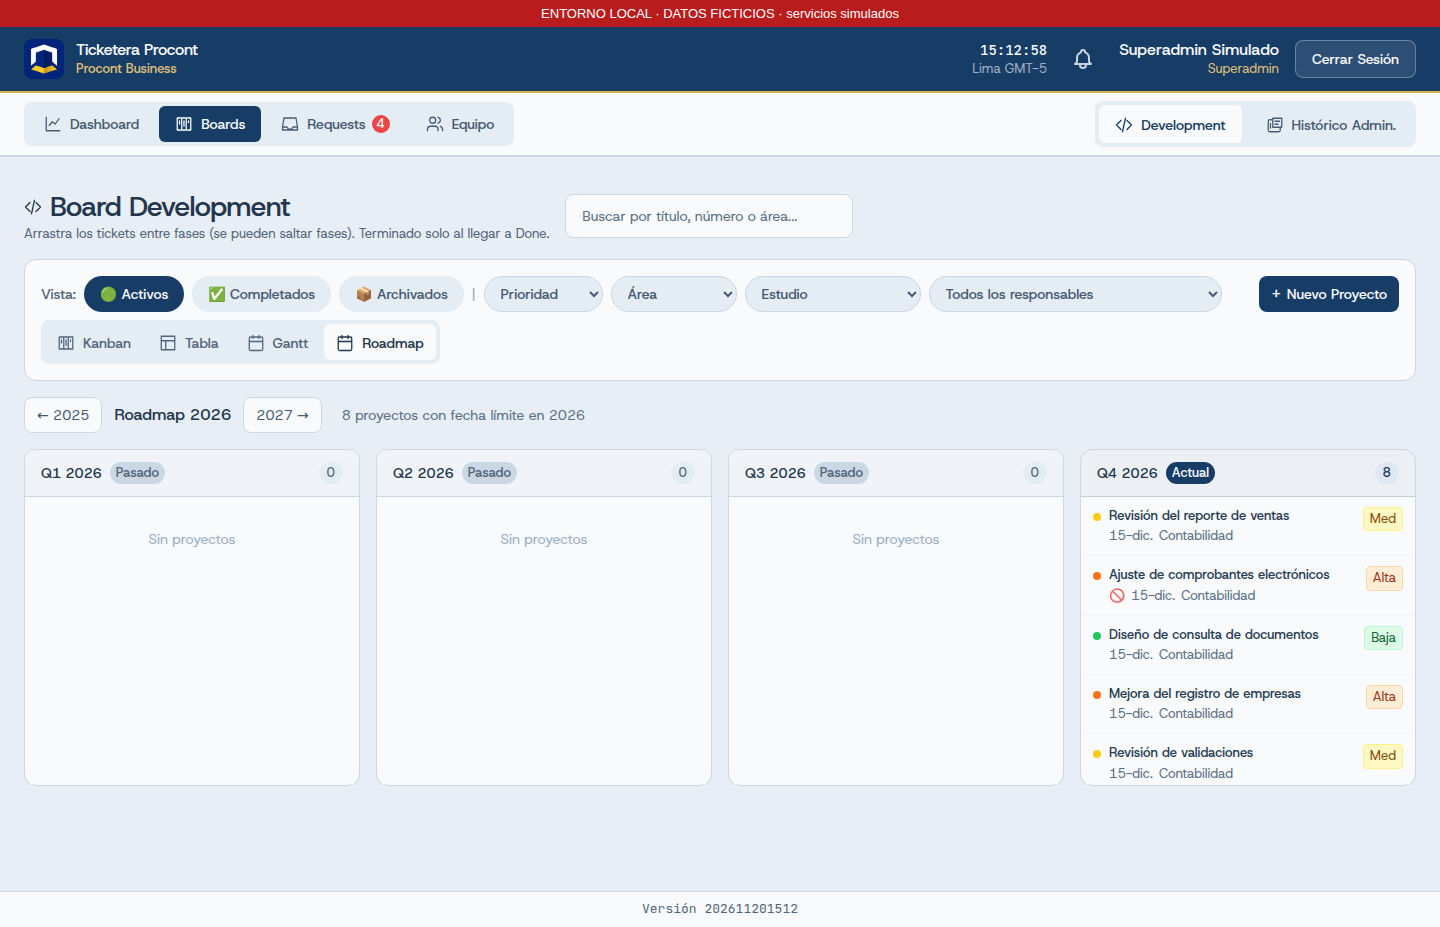 ENTORNO LOCAL · DATOS FICTICIOS · servicios simulados
Ticketera Procont
Procont Business
15:12:58
Lima GMT-5
Superadmin Simulado
Superadmin
Cerrar Sesión
Dashboard
Boards
Requests 4
Equipo
Development
Histórico Admin.
Board Development
Arrastra los tickets entre fases (se pueden saltar fases). Terminado solo al llegar a Done.
Buscar por título, número o área...
Vista:
Activos
Completados
Archivados
|
Prioridad
Área
Estudio
Todos los responsables
+ Nuevo Proyecto
Kanban
Tabla
Gantt
Roadmap
← 2025
Roadmap 2026
2027 →
8 proyectos con fecha límite en 2026
Q1 2026 Pasado 0
Sin proyectos
Q2 2026 Pasado 0
Sin proyectos
Q3 2026 Pasado 0
Sin proyectos
Q4 2026 Actual 8
Revisión del reporte de ventas Med
15-dic. Contabilidad
Ajuste de comprobantes electrónicos Alta
15-dic. Contabilidad
Diseño de consulta de documentos Baja
15-dic. Contabilidad
Mejora del registro de empresas Alta
15-dic. Contabilidad
Revisión de validaciones Med
15-dic. Contabilidad
Versión 202611201512